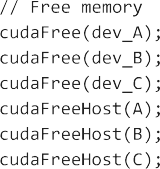 // Free memory
cudaFree(dev_A);
cudaFree(dev_B);
cudaFree(dev_C);
cudaFreeHost(A);
cudaFreeHost(B);
cudaFreeHost(C);